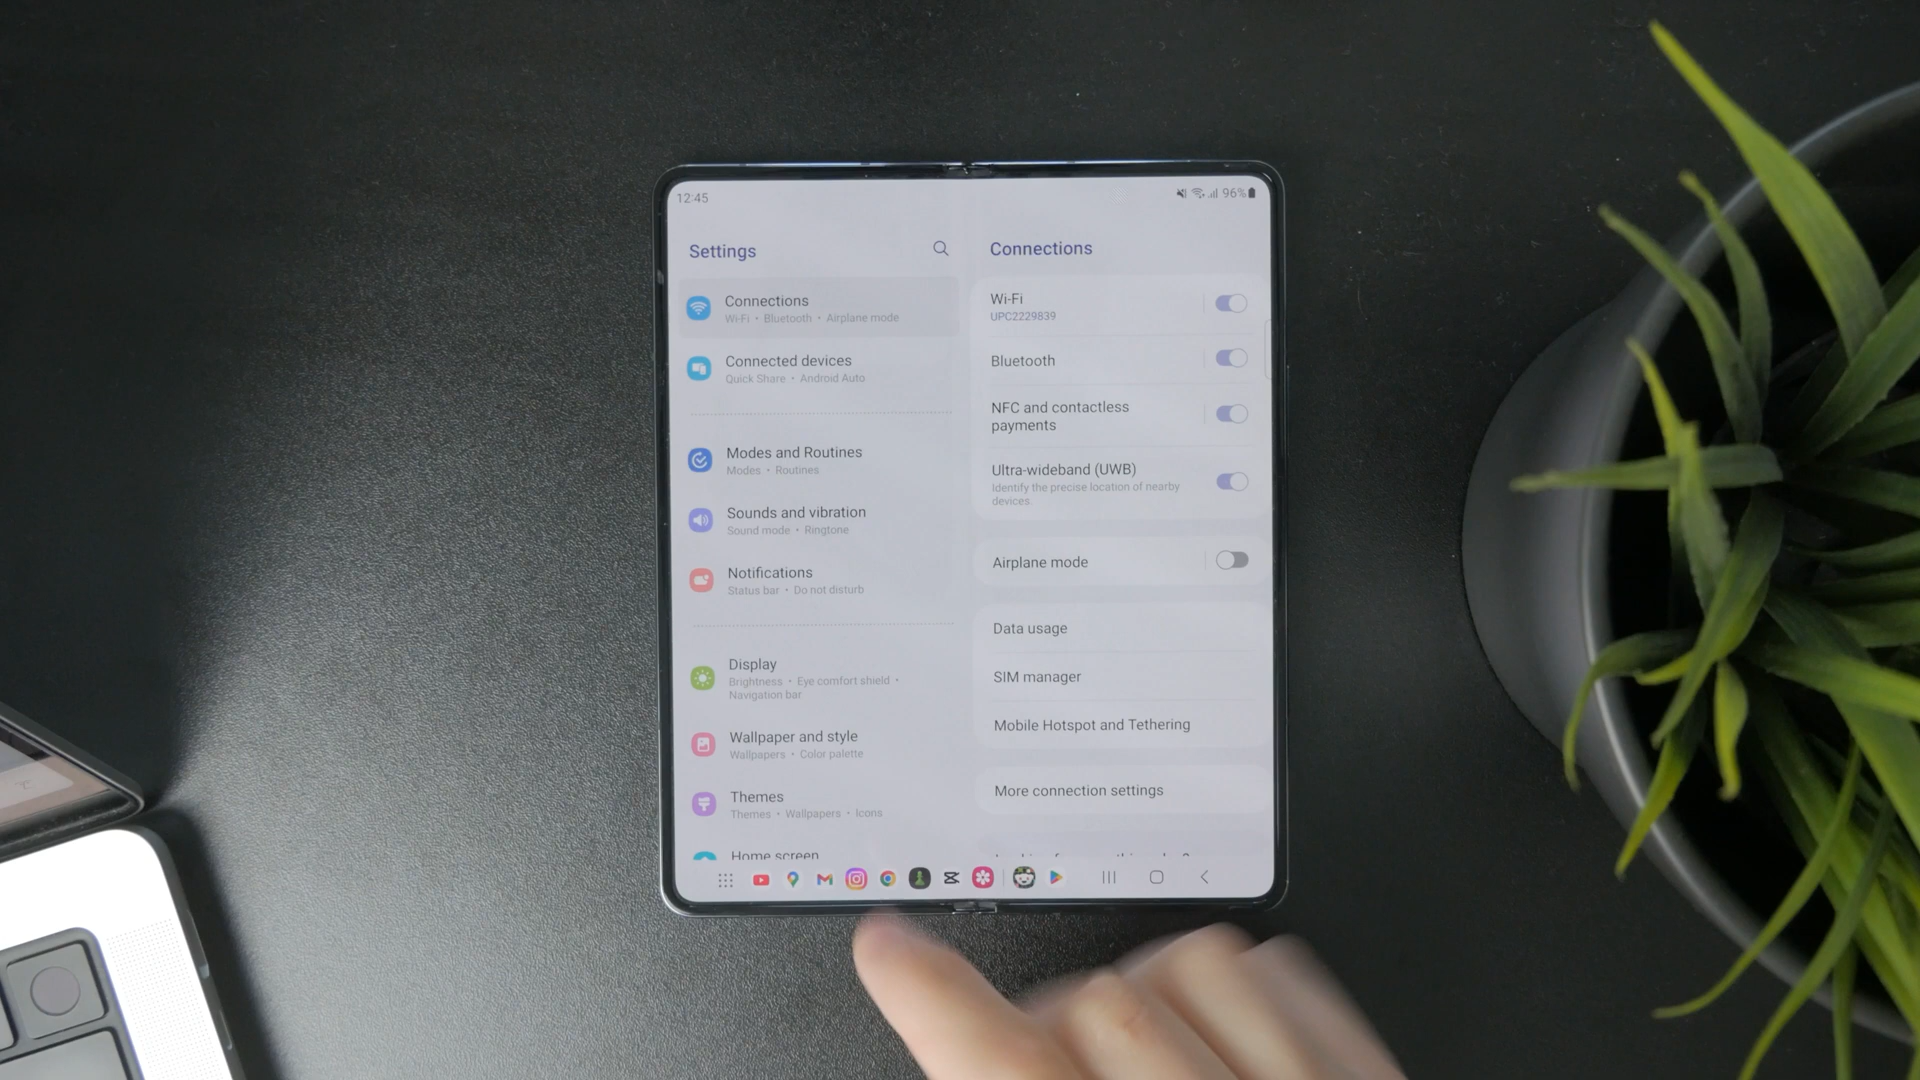 12:45
96%
Settings
Connections
Wi-Fi • Bluetooth • Airplane mode
Connected devices
Quick Share • Android Auto
Modes and Routines
Modes • Routines
Sounds and vibration
Sound mode • Ringtone
Notifications
Status bar • Do not disturb
Display
Brightness • Eye comfort shield •
Navigation bar
Wallpaper and style
Wallpapers • Color palette
Themes
Themes • Wallpapers • Icons
Home screen
Connections
Wi-Fi
UPC2229839
Bluetooth
NFC and contactless
payments
Ultra-wideband (UWB)
Identify the precise location of nearby
devices.
Airplane mode
Data usage
SIM manager
Mobile Hotspot and Tethering
More connection settings